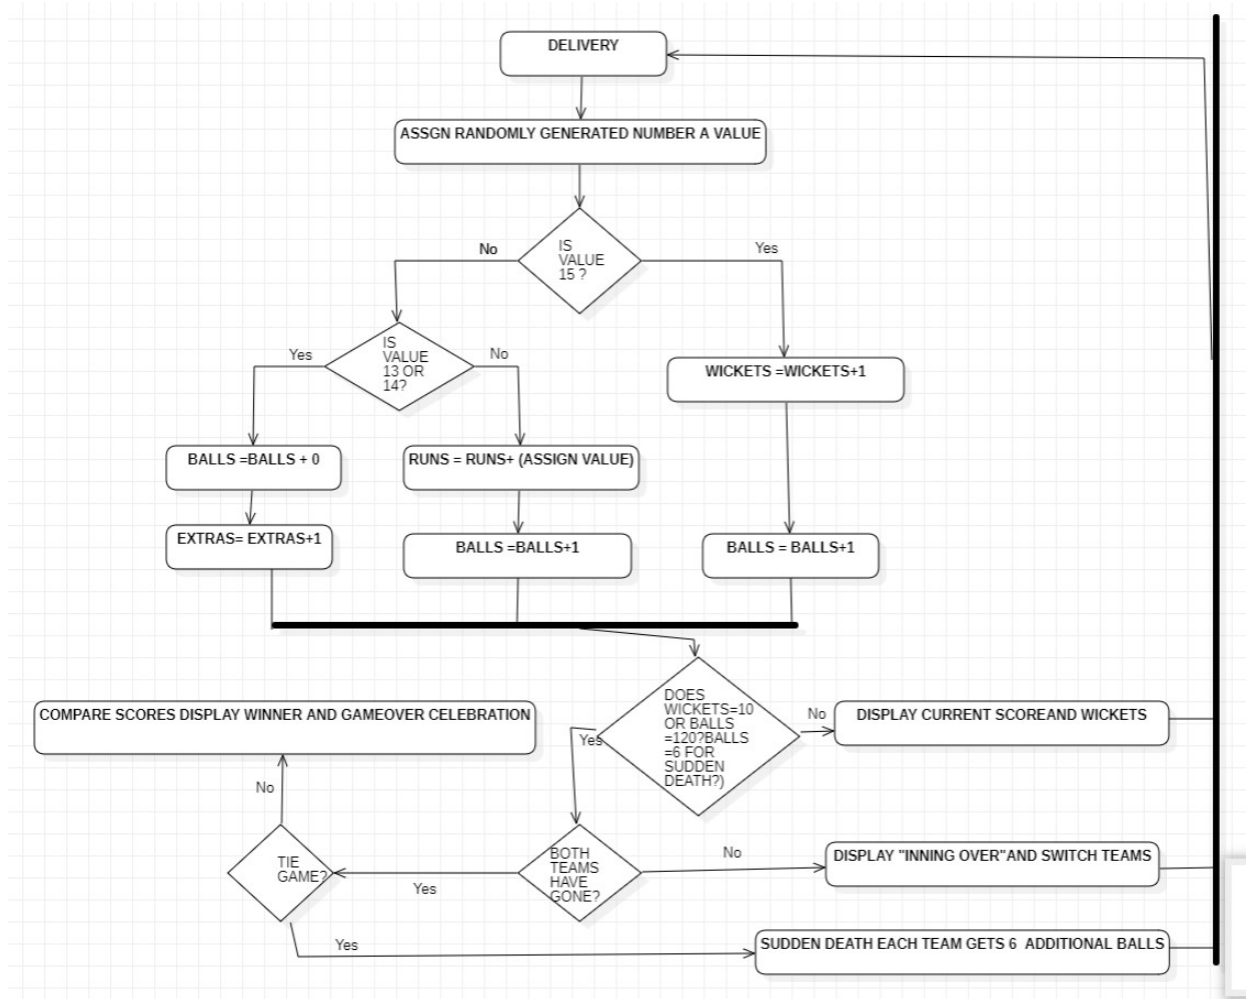 DELIVERY
ASSGN RANDOMLY GENERATED NUMBER A VALUE
No
IS
VALUE
15 ?
Yes
Yes
IS
VALUE
13 OR
14?
No
WICKETS =WICKETS+1
BALLS =BALLS + 0
RUNS = RUNS+ (ASSIGN VALUE)
EXTRAS= EXTRAS+1
BALLS =BALLS+1
BALLS = BALLS+1
DOES
WICKETS=10
OR BALLS
=120?BALLS
=6 FOR
SUDDEN
DEATH?)
Yes
No
DISPLAY CURRENT SCOREAND WICKETS
COMPARE SCORES DISPLAY WINNER AND GAMEOVER CELEBRATION
No
TIE
GAME?
Yes
BOTH
TEAMS
HAVE
GONE?
No
DISPLAY "INNING OVER"AND SWITCH TEAMS
Yes
SUDDEN DEATH EACH TEAM GETS 6  ADDITIONAL BALLS